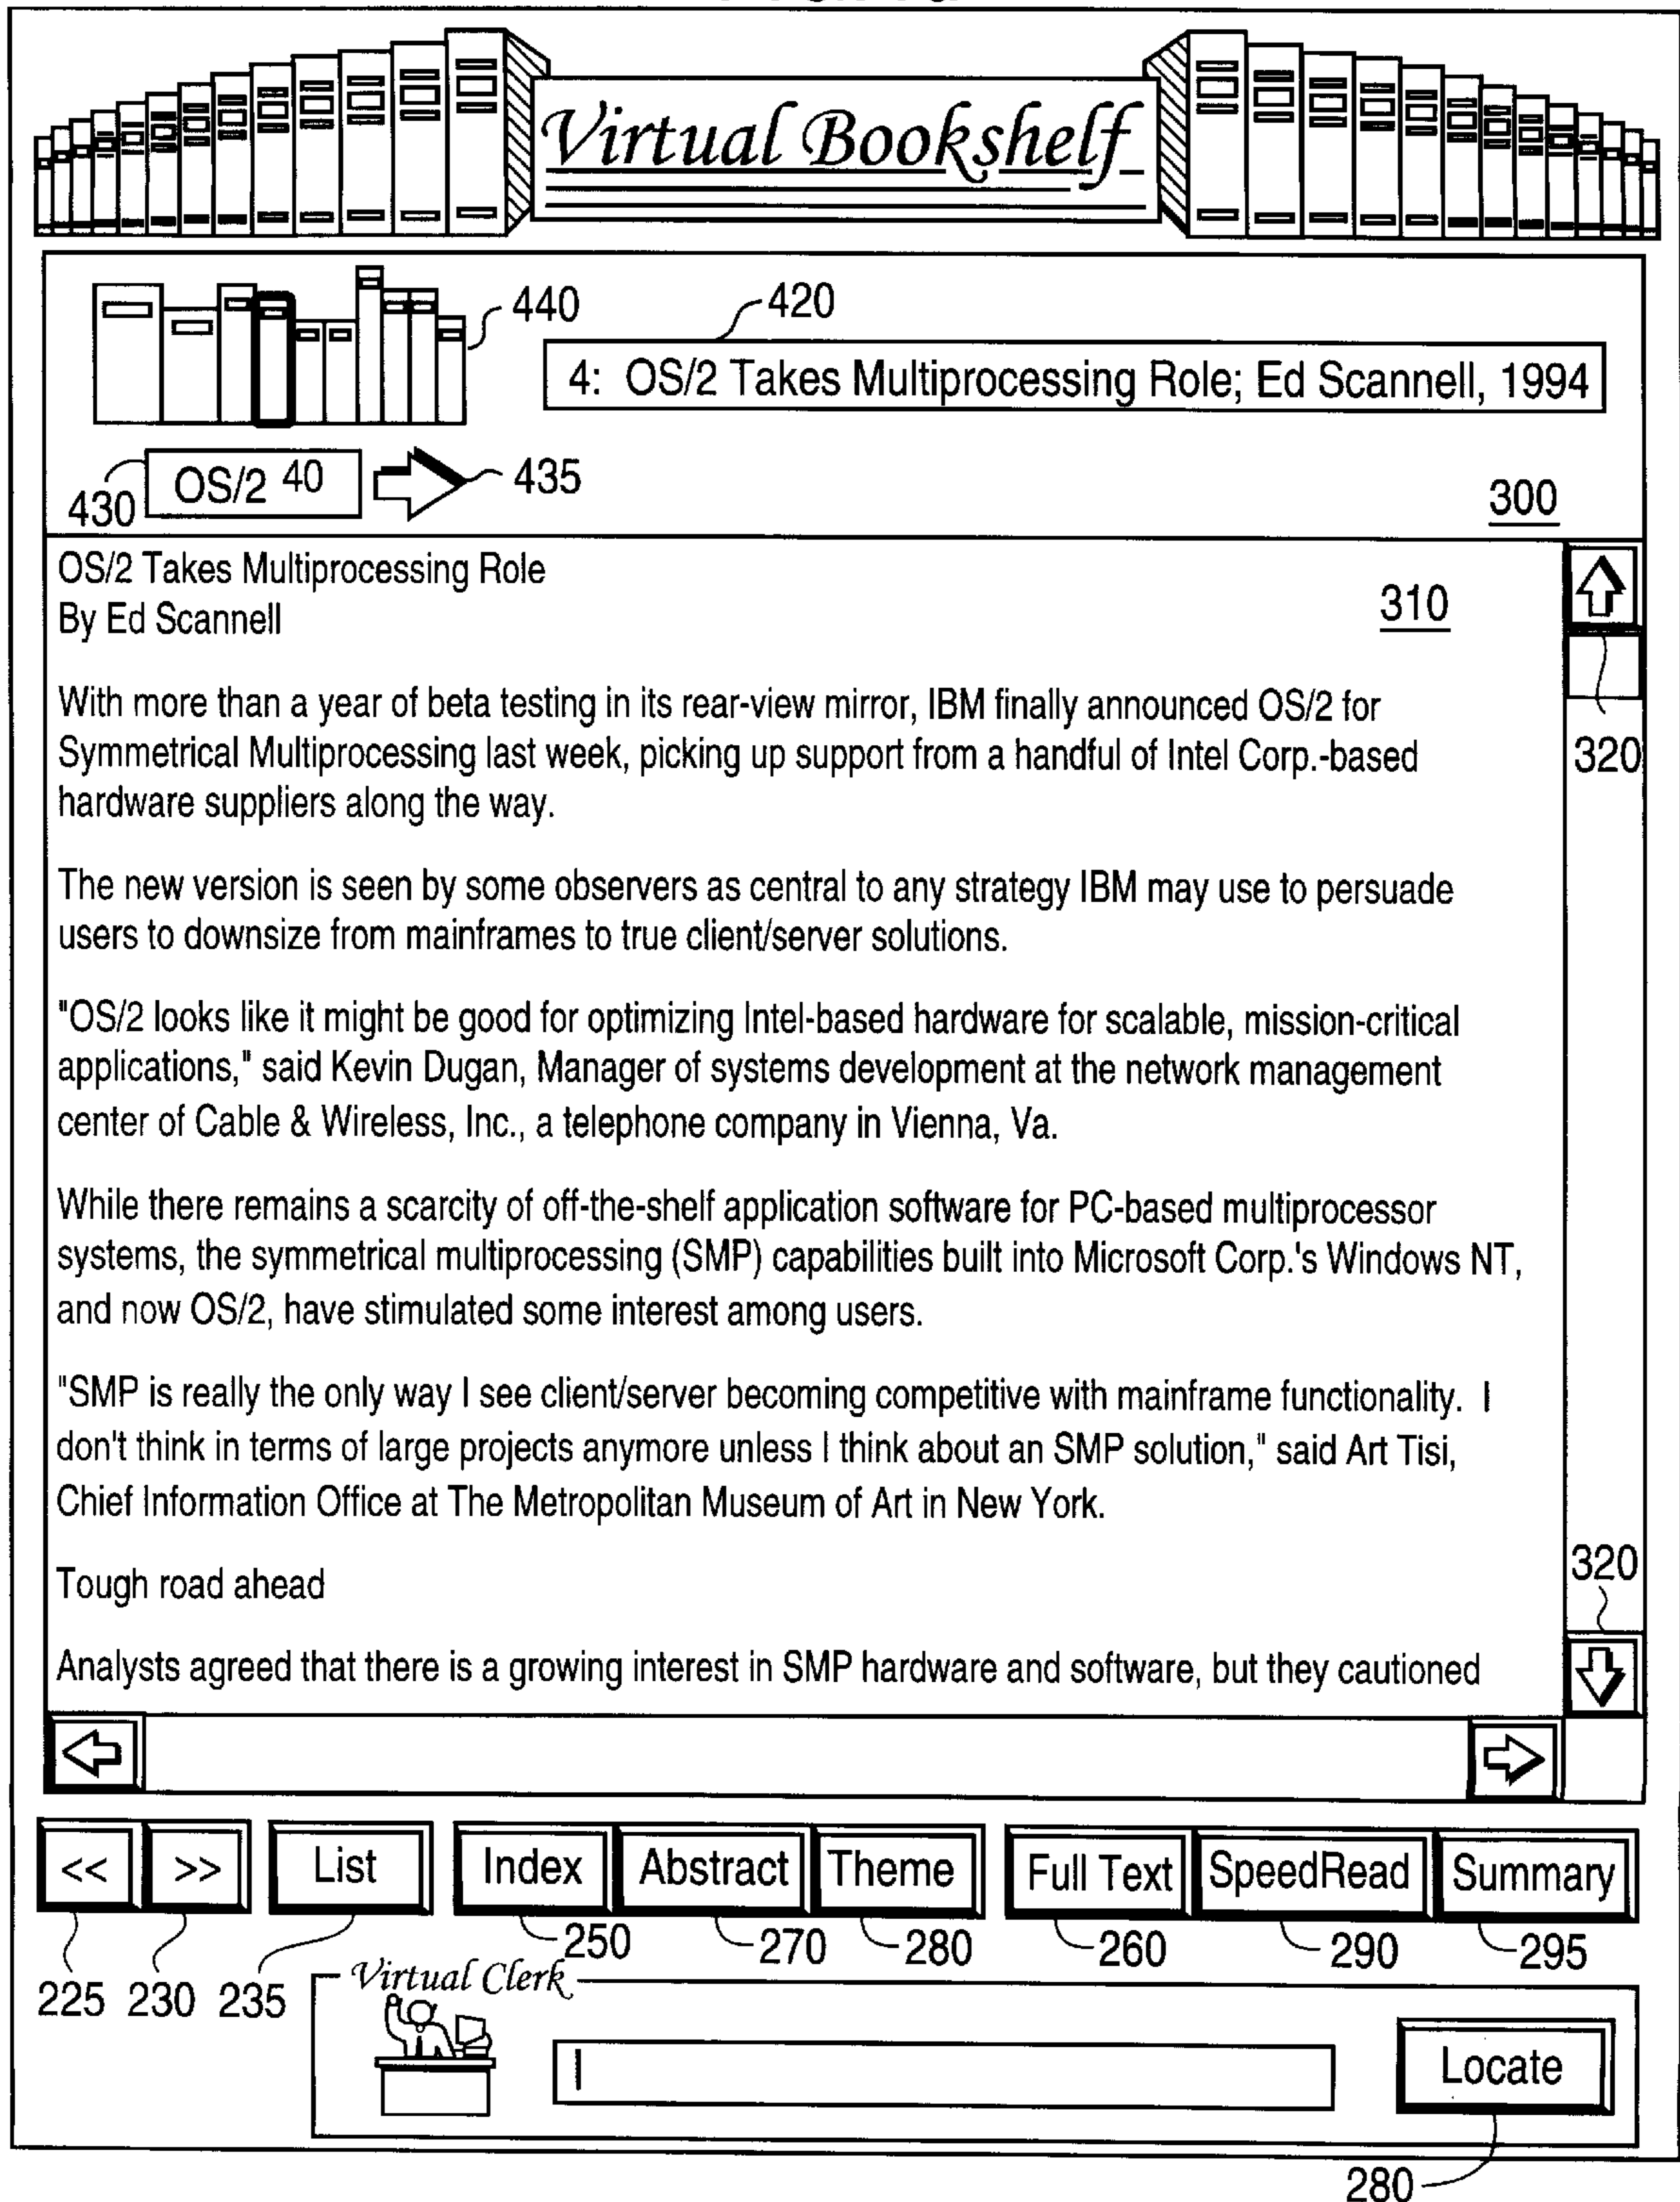 Virtual Bookshelf
440
420
4: OS/2 Takes Multiprocessing Role; Ed Scannell, 1994
430
OS/2 40
435
300
OS/2 Takes Multiprocessing Role
310
By Ed Scannell
With more than a year of beta testing in its rear-view mirror, IBM finally announced OS/2 for
Symmetrical Multiprocessing last week, picking up support from a handful of Intel Corp.-based
320
hardware suppliers along the way.
The new version is seen by some observers as central to any strategy IBM may use to persuade
users to downsize from mainframes to true client/server solutions.
"OS/2 looks like it might be good for optimizing Intel-based hardware for scalable, mission-critical
applications," said Kevin Dugan, Manager of systems development at the network management
center of Cable & Wireless, Inc., a telephone company in Vienna, Va.
While there remains a scarcity of off-the-shelf application software for PC-based multiprocessor
systems, the symmetrical multiprocessing (SMP) capabilities built into Microsoft Corp.'s Windows NT,
and now OS/2, have stimulated some interest among users.
"SMP is really the only way I see client/server becoming competitive with mainframe functionality. I
don't think in terms of large projects anymore unless I think about an SMP solution," said Art Tisi,
Chief Information Office at The Metropolitan Museum of Art in New York.
Tough road ahead
320
Analysts agreed that there is a growing interest in SMP hardware and software, but they cautioned
<< >> List Index Abstract Theme Full Text SpeedRead Summary
250 270 280 260 290 295
225 230 235
Virtual Clerk
Locate
280